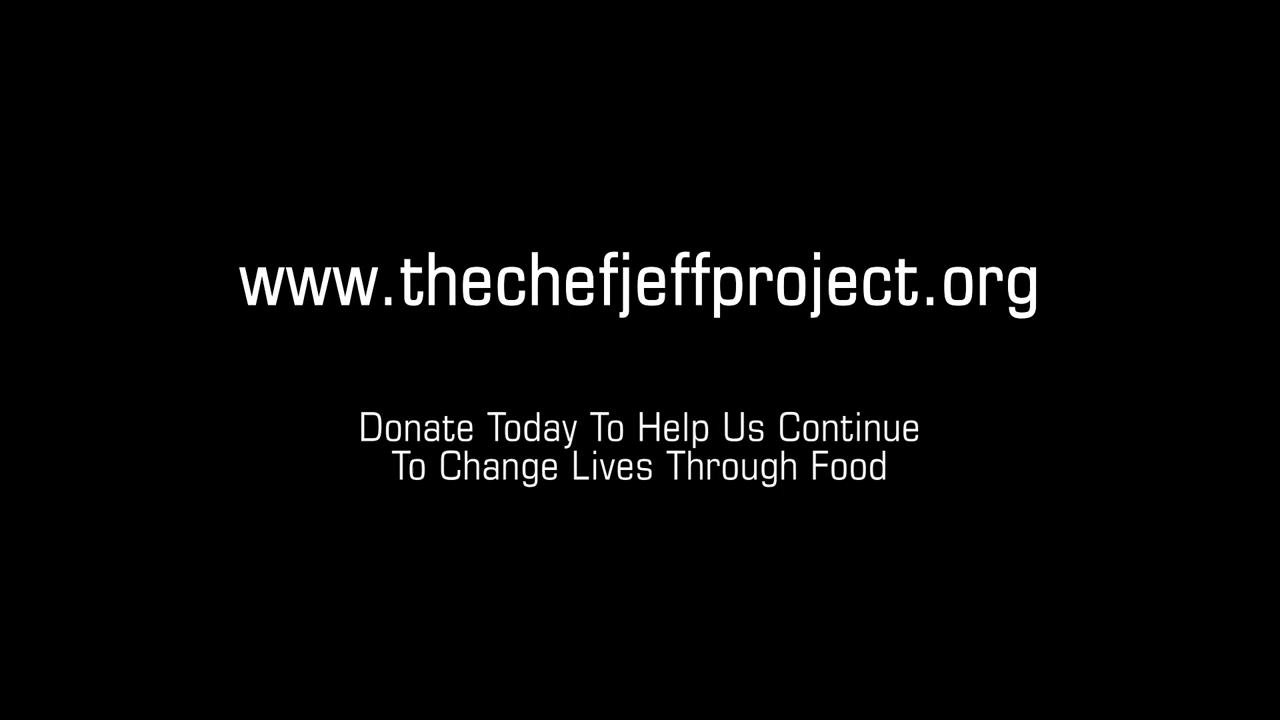 www.thechefjeffproject.org
Donate Today To Help Us Continue
To Change Lives Through Food